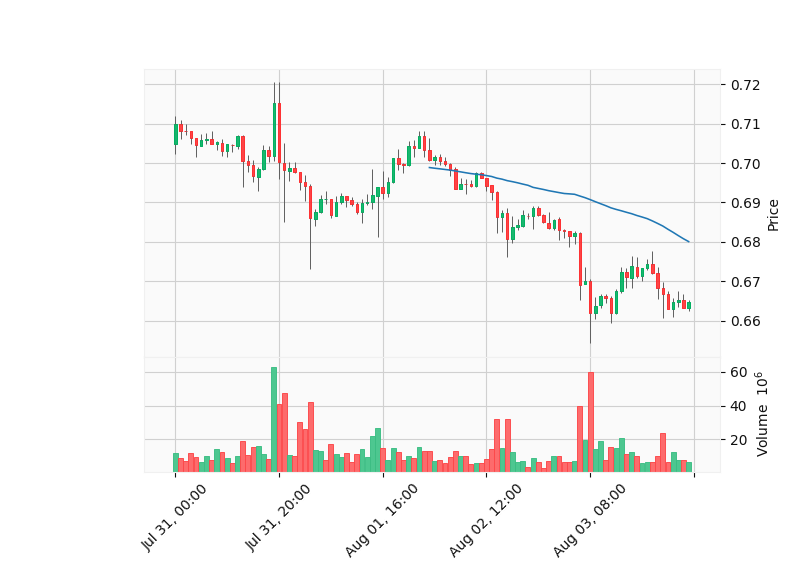 0.72
0.71
0.70
0.69
0.68
0.67
0.66
Price
60
40
20
Volume 10⁶
Jul 31, 00:00
Jul 31, 20:00
Aug 01, 16:00
Aug 02, 12:00
Aug 03, 08:00